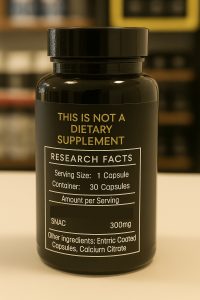 THIS IS NOT A
DIETARY
SUPPLEMENT
RESEARCH FACTS
Serving Size: 1 Capsule
Container: 30 Capsules
Amount per Serving
SNAC 300mg
Other Ingredients; Entrric Coated
Capsules, Calcium Citrate